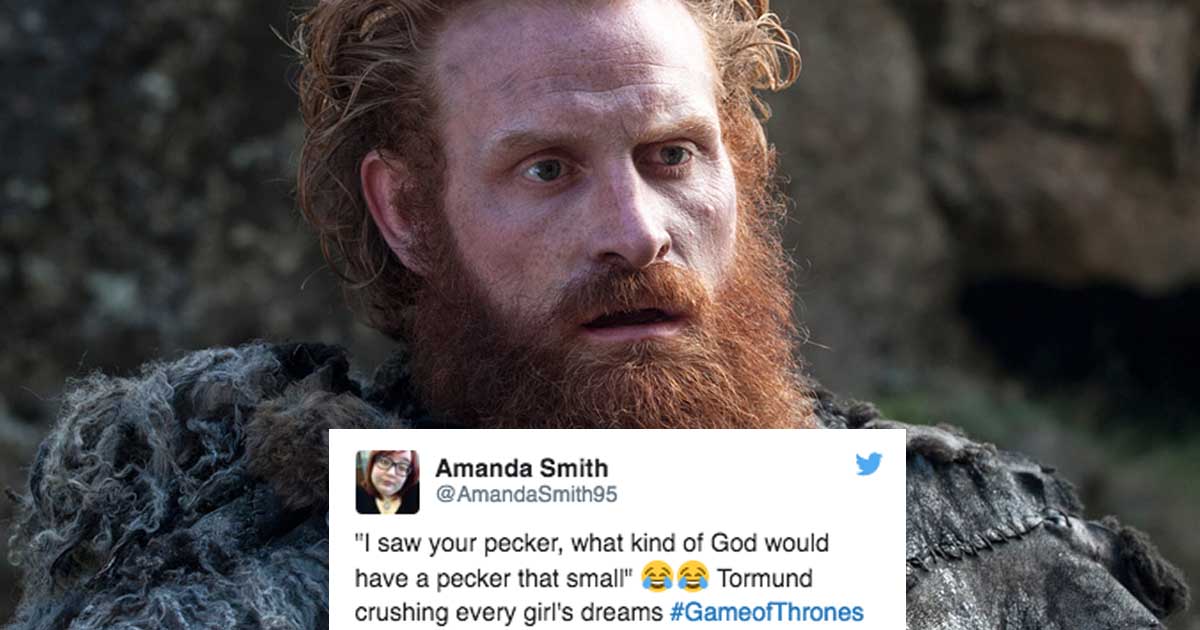 Amanda Smith
@AmandaSmith95
"I saw your pecker, what kind of God would
have a pecker that small" 😂😂 Tormund
crushing every girl's dreams #GameofThrones